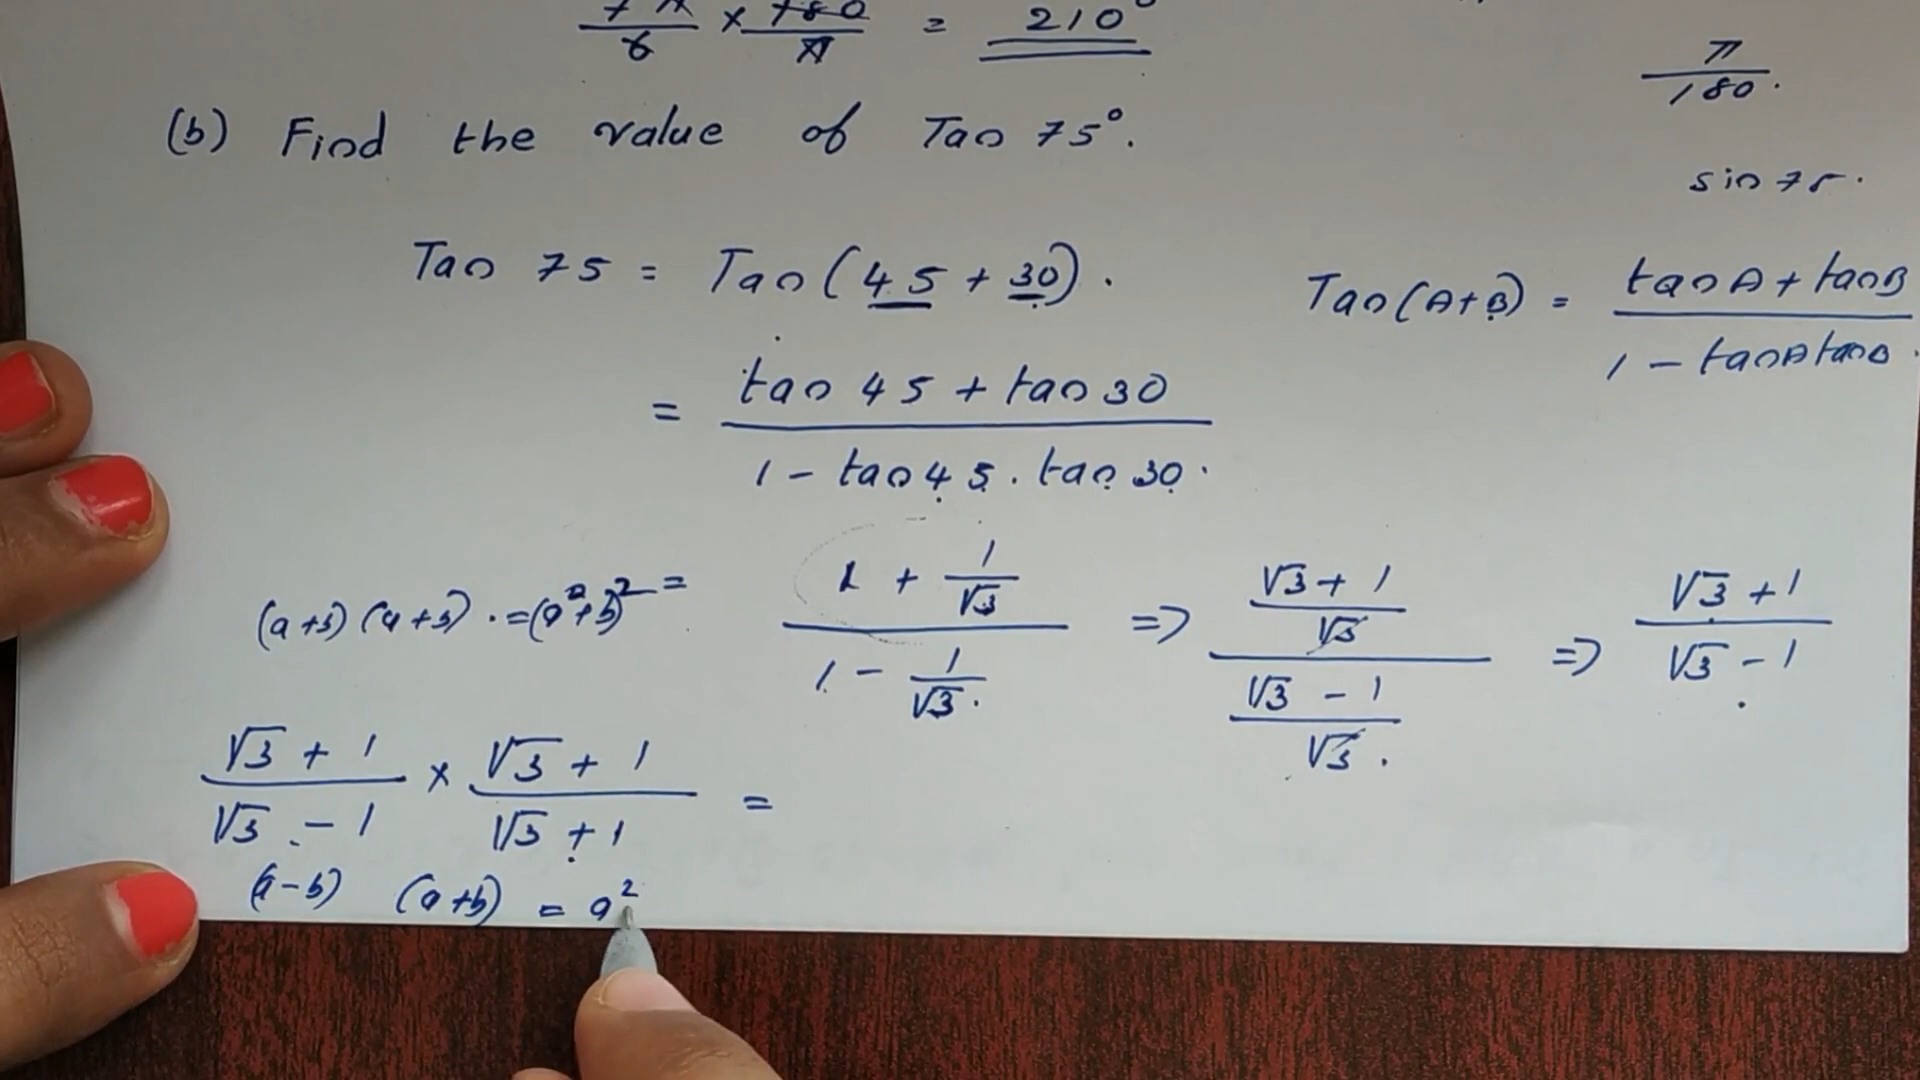 7π/6 × 180/π = 210°
π/180.
(b) Find the value of Tan 75°.
sin 75.
Tan 75 = Tan(45 + 30).
Tan(A+B) = (tanA + tanB)/(1 - tanA tanB).
= (tan 45 + tan 30)/(1 - tan 45 . tan 30.)
(a+b)(a+b). = (a²+b)² =
(1 + 1/√3)/(1 - 1/√3.) => ((√3 + 1)/√3)/((√3 - 1)/√3.) => (√3 + 1)/(√3 - 1)
(√3 + 1)/(√3 - 1) × (√3 + 1)/(√3 + 1) =
(a-b) (a+b) = a²